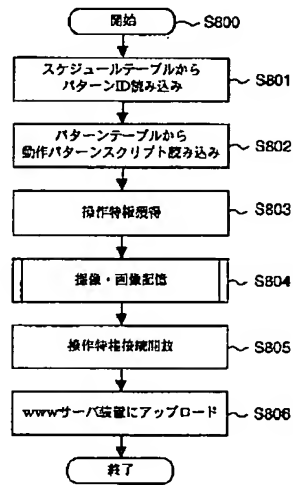 開始
S800
スケジュールテーブルから
パターンID読み込み
S801
パターンテーブルから
動作パターンスクリプト読み込み
S802
操作特権獲得
S803
撮像・画像記憶
S804
操作特権接続開放
S805
wwwサーバ装置にアップロード
S806
終了